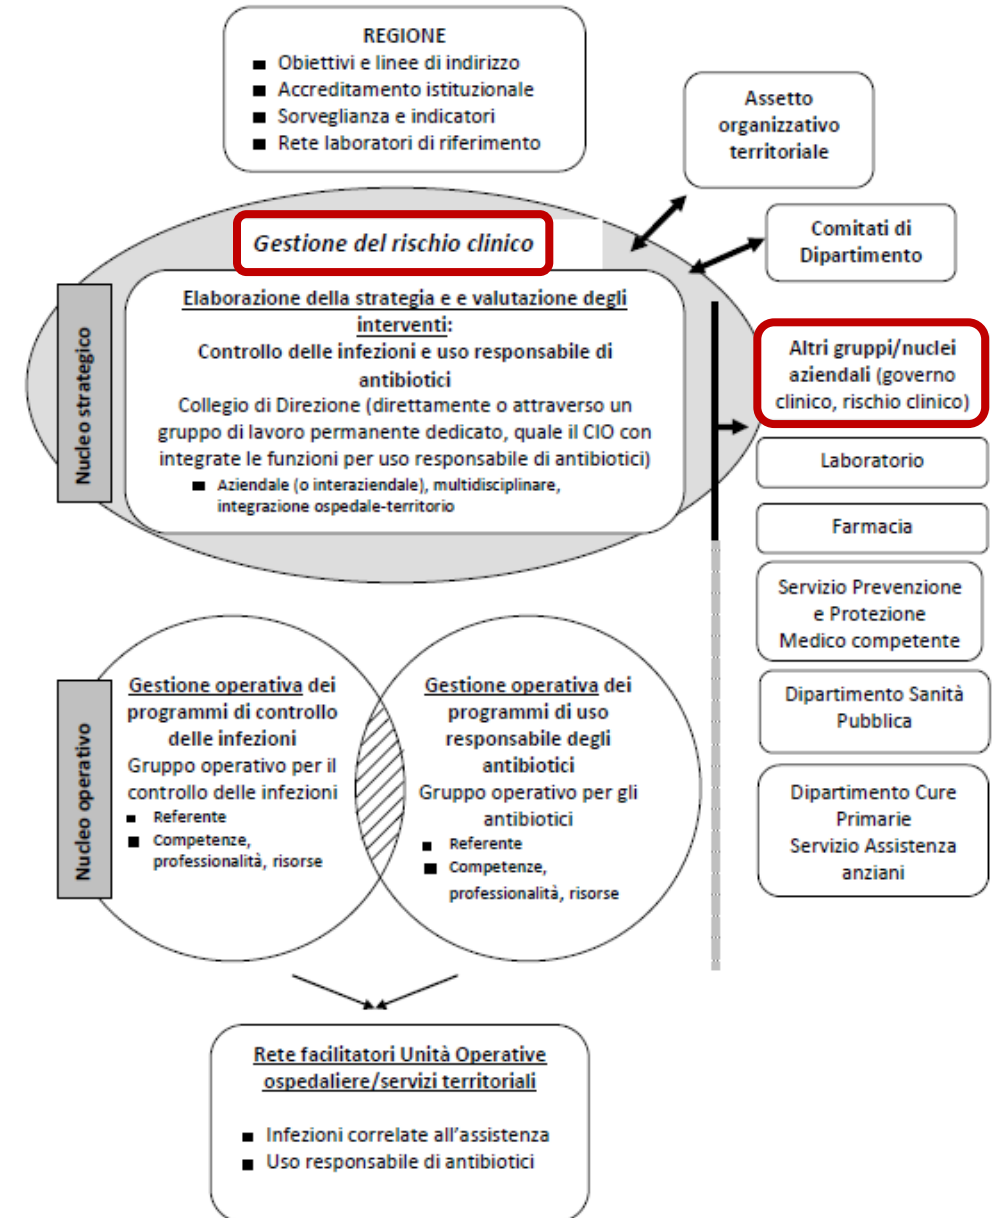 REGIONE
■ Obiettivi e linee di indirizzo
■ Accreditamento istituzionale
■ Sorveglianza e indicatori
■ Rete laboratori di riferimento
Assetto
organizzativo
territoriale
Comitati di
Dipartimento
Gestione del rischio clinico
Nucleo strategico
Elaborazione della strategia e e valutazione degli
interventi:
Controllo delle infezioni e uso responsabile di
antibiotici
Collegio di Direzione (direttamente o attraverso un
gruppo di lavoro permanente dedicato, quale il CIO con
integrate le funzioni per uso responsabile di antibiotici)
■ Aziendale (o interaziendale), multidisciplinare,
integrazione ospedale-territorio
Altri gruppi/nuclei
aziendali (governo
clinico, rischio clinico)
Laboratorio
Farmacia
Servizio Prevenzione
e Protezione
Medico competente
Dipartimento Sanità
Pubblica
Dipartimento Cure
Primarie
Servizio Assistenza
anziani
Nucleo operativo
Gestione operativa dei
programmi di controllo
delle infezioni
Gruppo operativo per il
controllo delle infezioni
■ Referente
■ Competenze,
professionalità, risorse
Gestione operativa dei
programmi di uso
responsabile degli
antibiotici
Gruppo operativo per gli
antibiotici
■ Referente
■ Competenze,
professionalità, risorse
Rete facilitatori Unità Operative
ospedaliere/servizi territoriali
■ Infezioni correlate all'assistenza
■ Uso responsabile di antibiotici